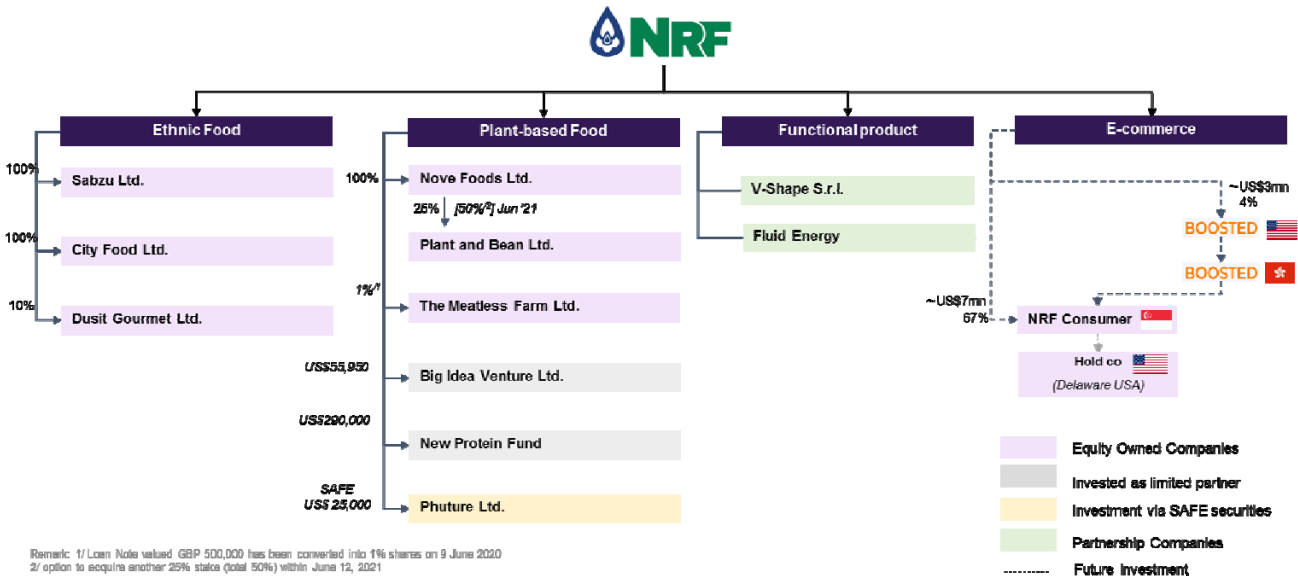 NRF
Ethnic Food
Plant-based Food
Functional product
E-commerce
100%
Sabzu Ltd.
100%
City Food Ltd.
10%
Dusit Gourmet Ltd.
100%
Nove Foods Ltd.
25%
[50%/²] Jun '21
Plant and Bean Ltd.
1%/¹
The Meatless Farm Ltd.
US$55,950
Big Idea Venture Ltd.
US$290,000
New Protein Fund
SAFE
US$ 25,000
Phuture Ltd.
V-Shape S.r.l.
Fluid Energy
~US$3mn
4%
BOOSTED
BOOSTED
~US$7mn
67%
NRF Consumer
Hold co
(Delaware USA)
Equity Owned Companies
Invested as limited partner
Investment via SAFE securities
Partnership Companies
Future Investment
Remark: 1/ Loan Note valued GBP 500,000 has been converted into 1% shares on 9 June 2020
2/ option to acquire another 25% stake (total 50%) within June 12, 2021